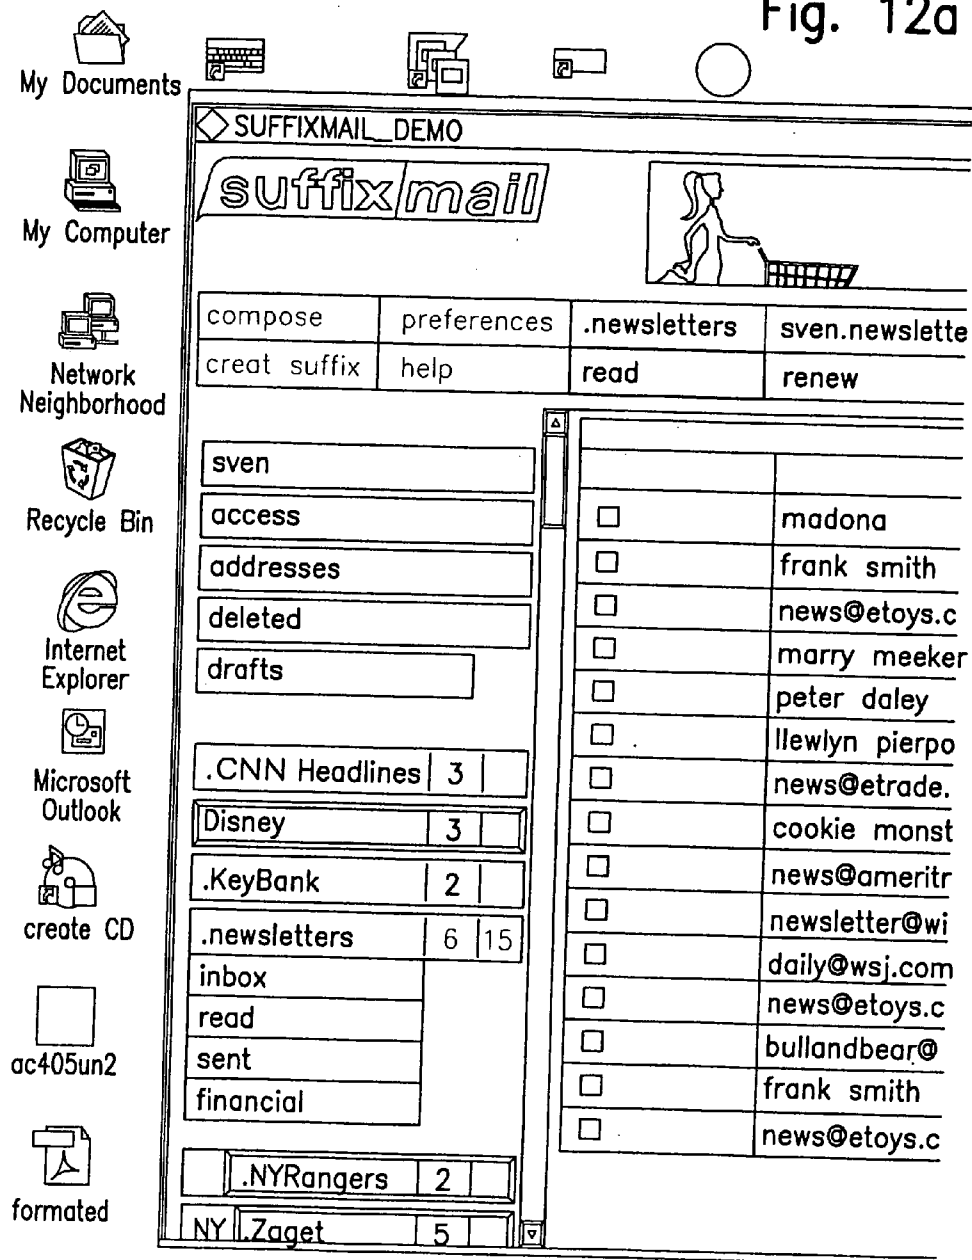 Fig. 12a
My Documents
My Computer
Network
Neighborhood
Recycle Bin
Internet
Explorer
Microsoft
Outlook
create CD
ac405un2
formated
SUFFIXMAIL_DEMO
suffix mail
compose preferences .newsletters sven.newslette
creat suffix help read renew
sven
access
addresses
deleted
drafts
.CNN Headlines 3
Disney 3
.KeyBank 2
.newsletters 6 15
inbox
read
sent
financial
.NYRangers 2
NY .Zaget 5
madona
frank smith
news@etoys.c
marry meeker
peter daley
llewlyn pierpo
news@etrade.
cookie monst
news@ameritr
newsletter@wi
daily@wsj.com
news@etoys.c
bullandbear@
frank smith
news@etoys.c